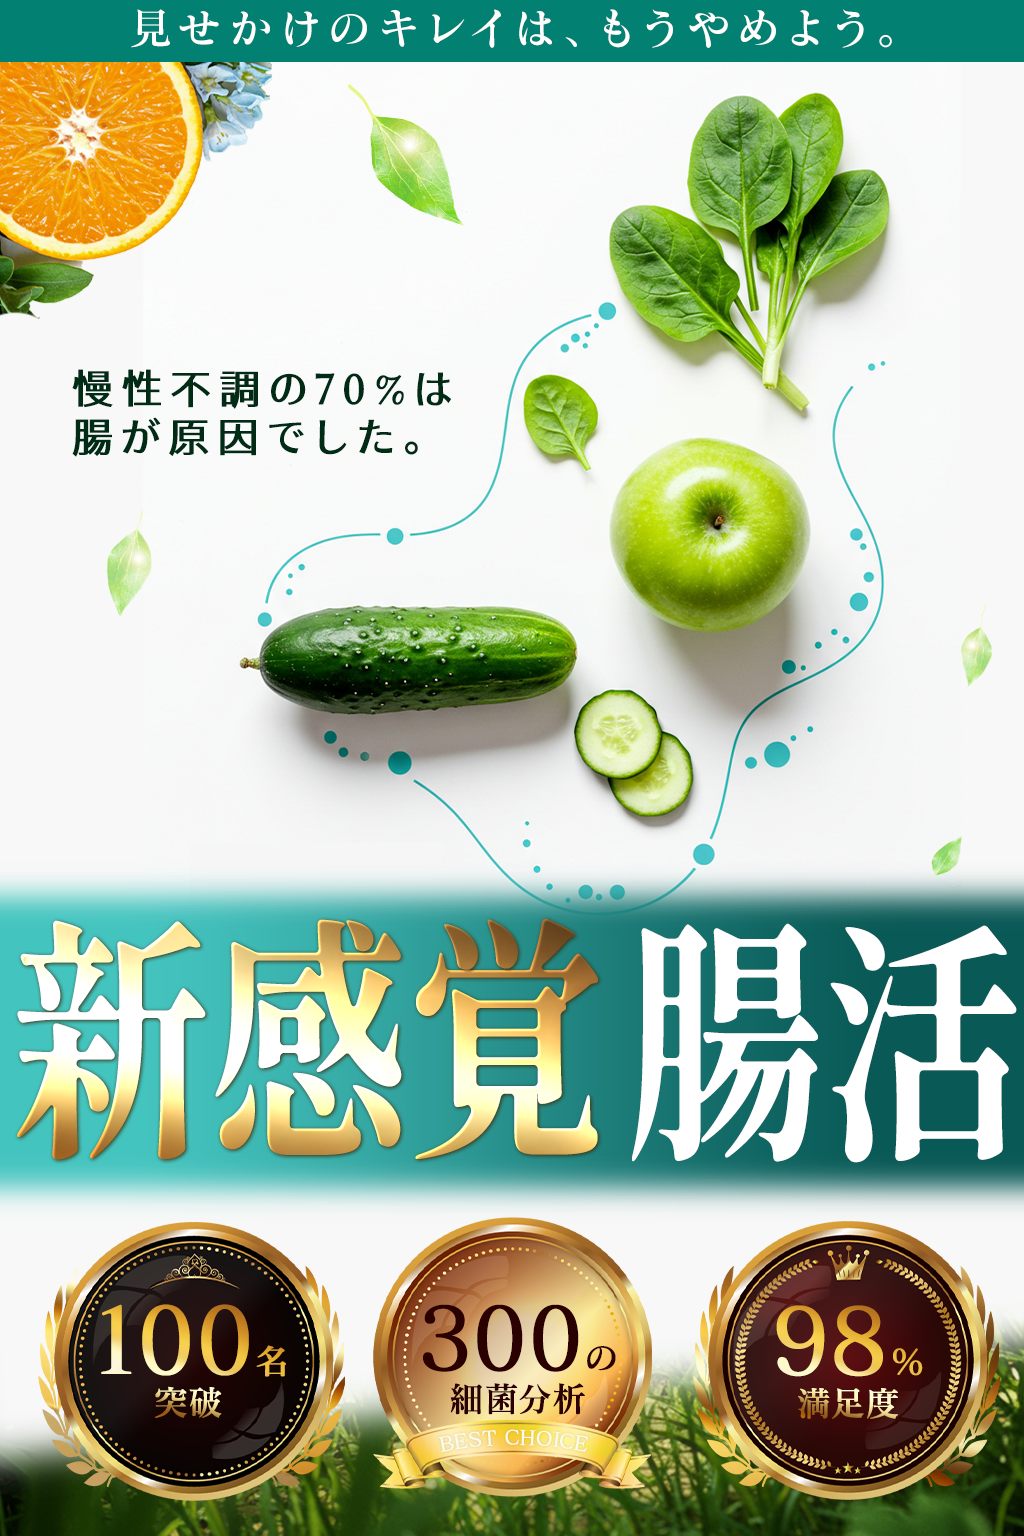 見せかけのキレイは、もうやめよう。
慢性不調の70%は
腸が原因でした。
新感覚腸活
100名
突破
300の
細菌分析
BEST CHOICE
98%
満足度